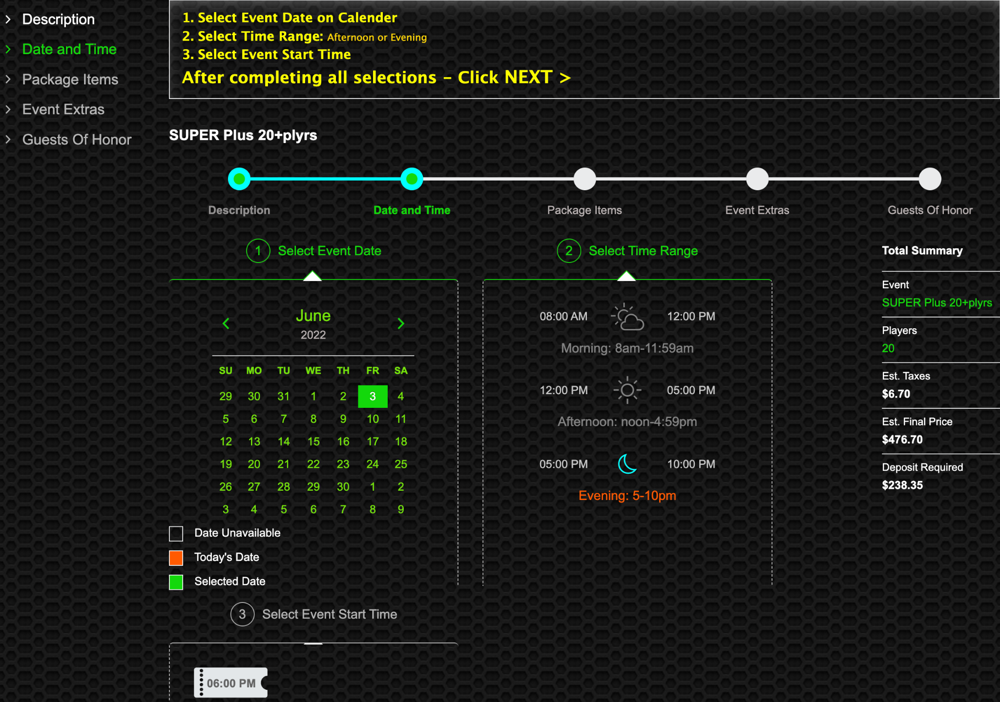 Description
Date and Time
Package Items
Event Extras
Guests Of Honor
1. Select Event Date on Calender
2. Select Time Range: Afternoon or Evening
3. Select Event Start Time
After completing all selections – Click NEXT >
SUPER Plus 20+plyrs
Description Date and Time Package Items Event Extras Guests Of Honor
1 Select Event Date
June
2022
SU MO TU WE TH FR SA
29 30 31 1 2 3 4
5 6 7 8 9 10 11
12 13 14 15 16 17 18
19 20 21 22 23 24 25
26 27 28 29 30 1 2
3 4 5 6 7 8 9
Date Unavailable
Today's Date
Selected Date
2 Select Time Range
08:00 AM 12:00 PM
Morning: 8am-11:59am
12:00 PM 05:00 PM
Afternoon: noon-4:59pm
05:00 PM 10:00 PM
Evening: 5-10pm
3 Select Event Start Time
06:00 PM
Total Summary
Event
SUPER Plus 20+plyrs
Players
20
Est. Taxes
$6.70
Est. Final Price
$476.70
Deposit Required
$238.35